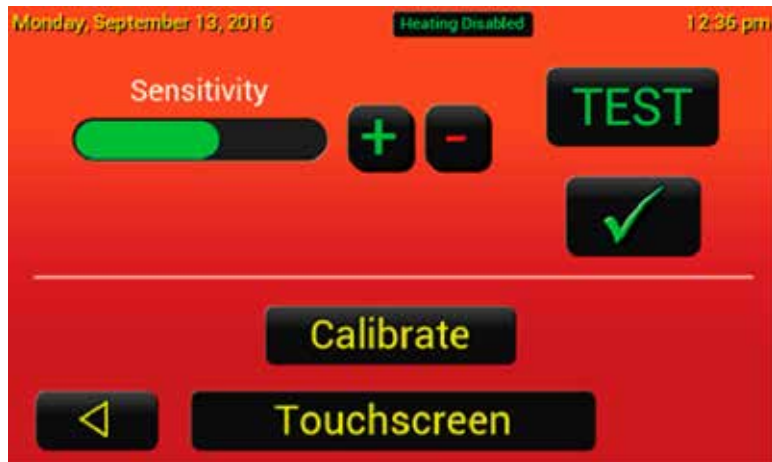 Monday, September 13, 2016 Heating Disabled 12:36 pm
Sensitivity
+ - TEST
Calibrate
Touchscreen